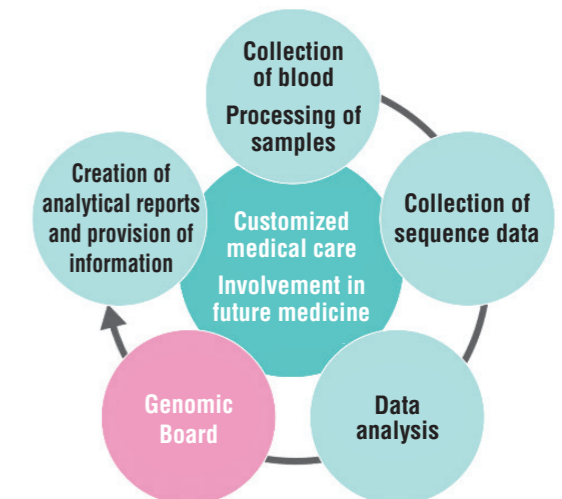 Collection
of blood
Processing of
samples
Collection of
sequence data
Data
analysis
Genomic
Board
Creation of
analytical reports
and provision of
information
Customized
medical care
Involvement in
future medicine